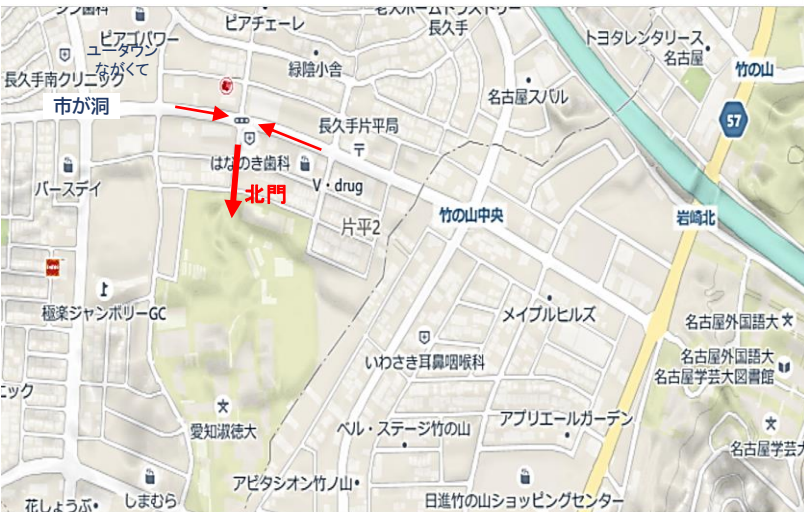 ピアゴパワー
ユータウン
ながくて
ピアチェーレ
長久手
トヨタレンタリース
名古屋
竹の山
長久手南クリニック
緑陰小舎
名古屋スバル
57
市が洞
長久手片平局
はなのき歯科
V・drug
バースデイ
北門
片平2
竹の山中央
岩崎北
極楽ジャンボリーGC
メイプルヒルズ
名古屋外国語大
いわさき耳鼻咽喉科
名古屋外国語大
名古屋学芸大図書館
ニック
愛知淑徳大
ベル・ステージ竹の山
アプリエールガーデン
名古屋学芸大
アビタシオン竹ノ山
花しょうぶ
しまむら
日進竹の山ショッピングセンター